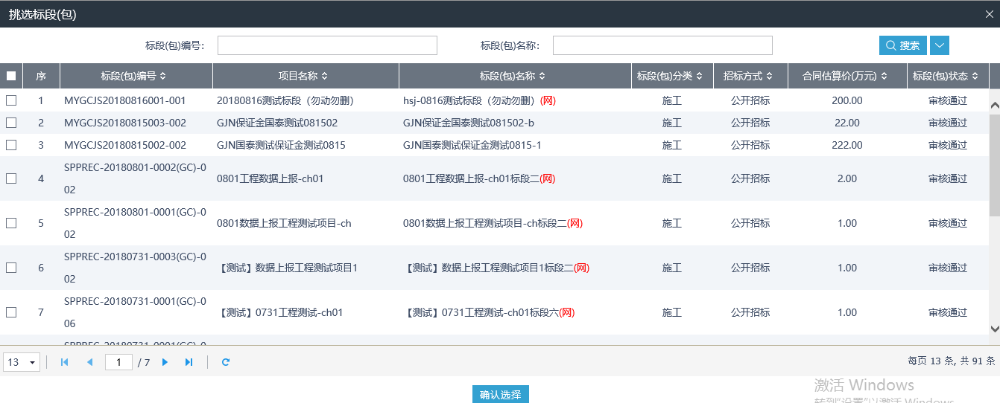 挑选标段(包)
标段(包)编号: 标段(包)名称: 搜索
序 标段(包)编号 项目名称 标段(包)名称 标段(包)分类 招标方式 合同估算价(万元) 标段(包)状态
1 MYGCJS20180816001-001 20180816测试标段（勿动勿删） hsj-0816测试标段（勿动勿删）(网) 施工 公开招标 200.00 审核通过
2 MYGCJS20180815003-002 GJN保证金国泰测试081502 GJN保证金国泰测试081502-b 施工 公开招标 22.00 审核通过
3 MYGCJS20180815002-002 GJN国泰测试保证金测试0815 GJN国泰测试保证金测试0815-1 施工 公开招标 222.00 审核通过
SPPREC-20180801-0002(GC)-0
4 0801工程数据上报-ch01 0801工程数据上报-ch01标段二(网) 施工 公开招标 2.00 审核通过
02
SPPREC-20180801-0001(GC)-0
5 0801数据上报工程测试项目-ch 0801数据上报工程测试项目-ch标段二(网) 施工 公开招标 1.00 审核通过
02
SPPREC-20180731-0003(GC)-0
6 【测试】数据上报工程测试项目1 【测试】数据上报工程测试项目1标段二(网) 施工 公开招标 1.00 审核通过
02
SPPREC-20180731-0001(GC)-0
7 【测试】0731工程测试-ch01 【测试】0731工程测试-ch01标段六(网) 施工 公开招标 1.00 审核通过
06
SPPREC-20180731-0001(GC)-0
13 1 / 7 每页 13 条, 共 91 条
确认选择
激活 Windows
转到"设置"以激活 Windows